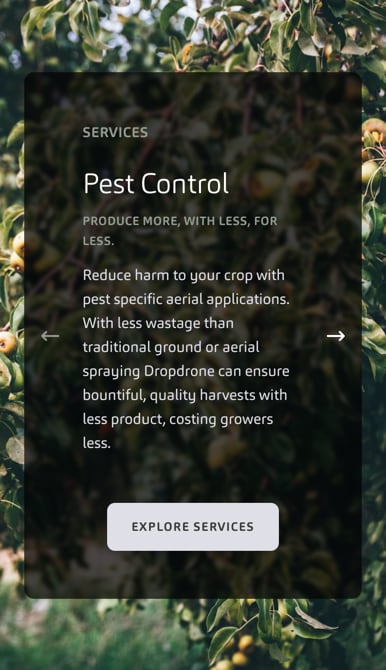 SERVICES
Pest Control
PRODUCE MORE, WITH LESS, FOR
LESS.
Reduce harm to your crop with
pest specific aerial applications.
With less wastage than
traditional ground or aerial
spraying Dropdrone can ensure
bountiful, quality harvests with
less product, costing growers
less.
EXPLORE SERVICES